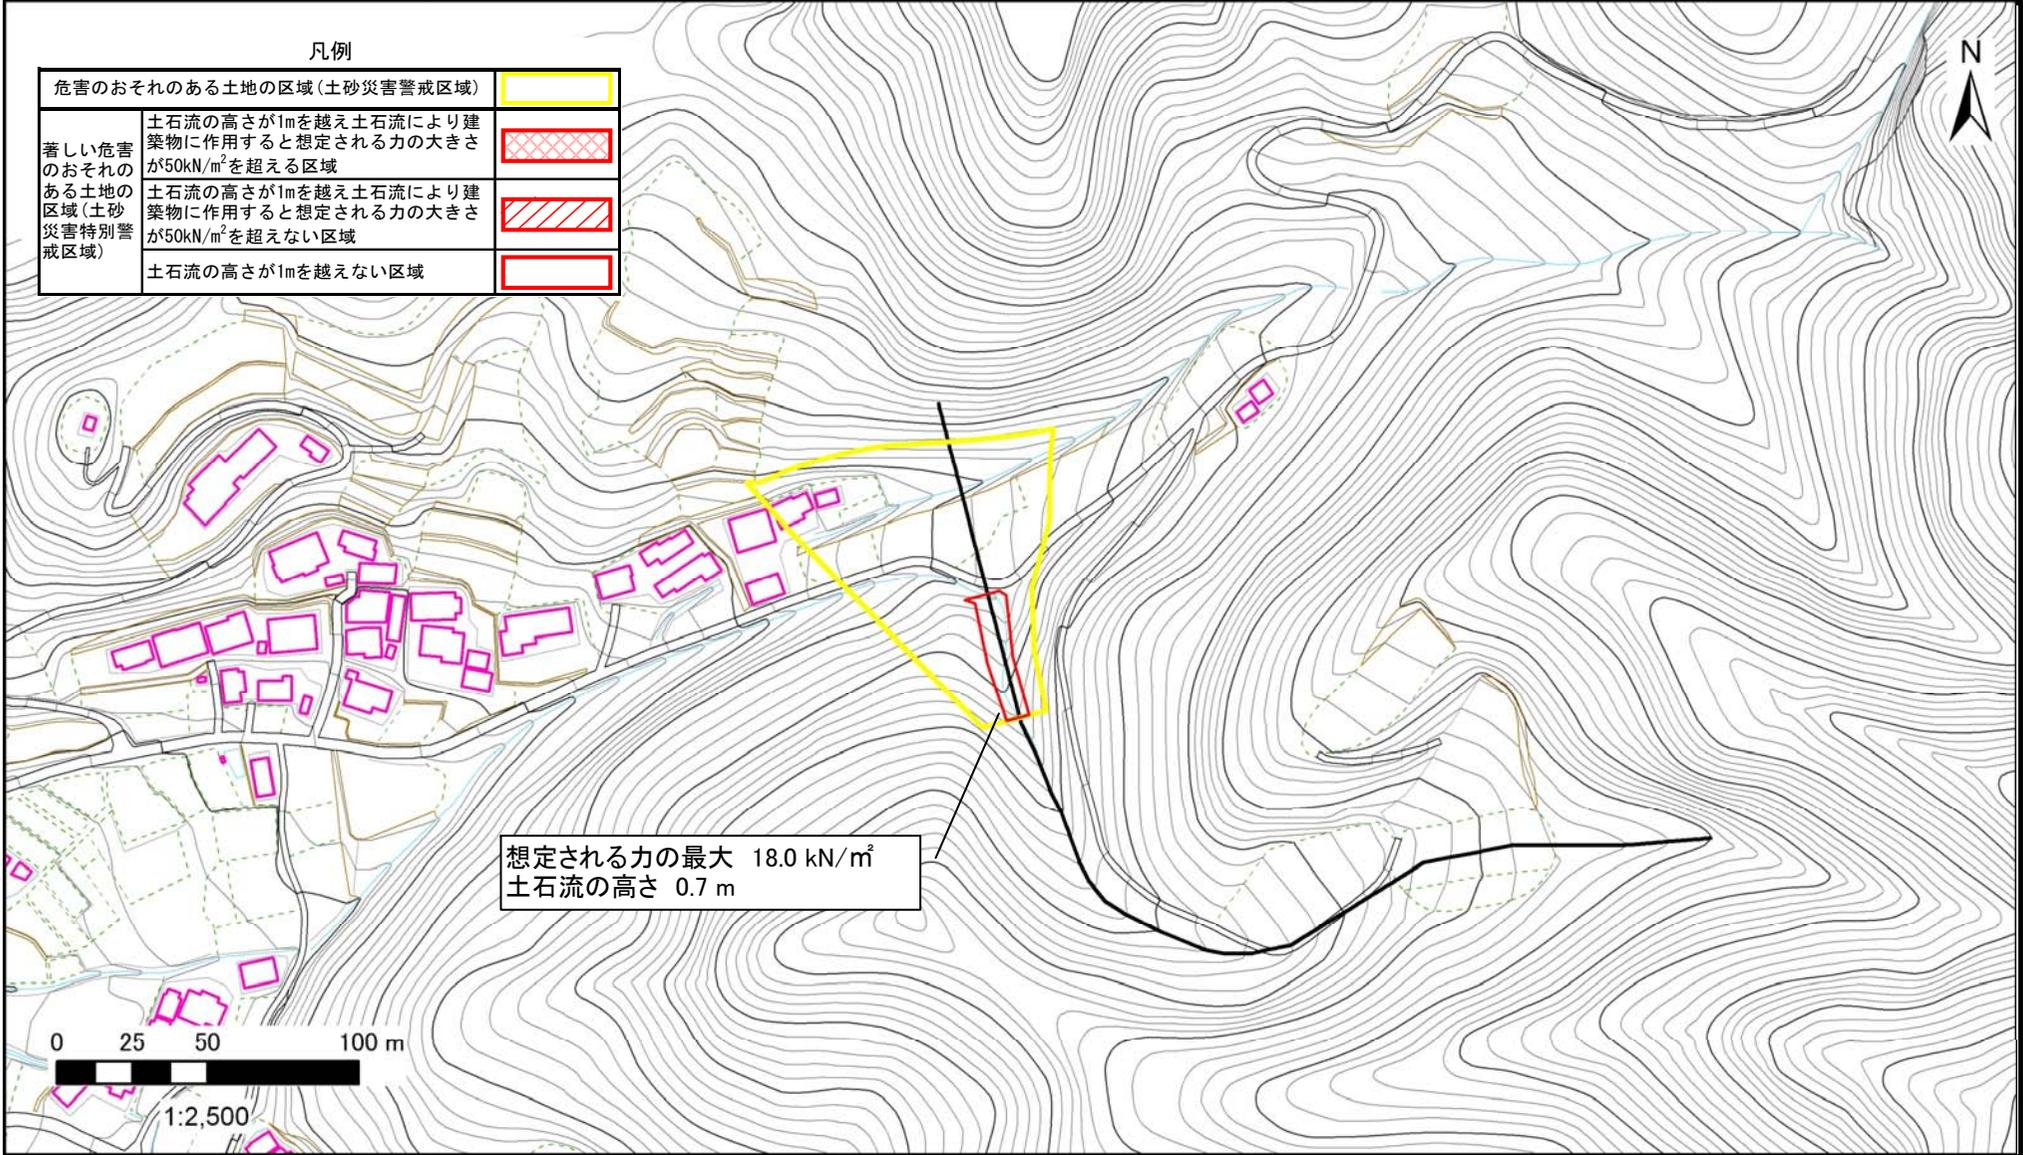 凡例
危害のおそれのある土地の区域(土砂災害警戒区域)
著しい危害
のおそれの
ある土地の
区域(土砂
災害特別警
戒区域)
土石流の高さが1mを越え土石流により建
築物に作用すると想定される力の大きさ
が50kN/m²を超える区域
土石流の高さが1mを越え土石流により建
築物に作用すると想定される力の大きさ
が50kN/m²を超えない区域
土石流の高さが1mを越えない区域
N
想定される力の最大 18.0 kN/㎡
土石流の高さ 0.7 m
0 25 50 100 m
1:2,500